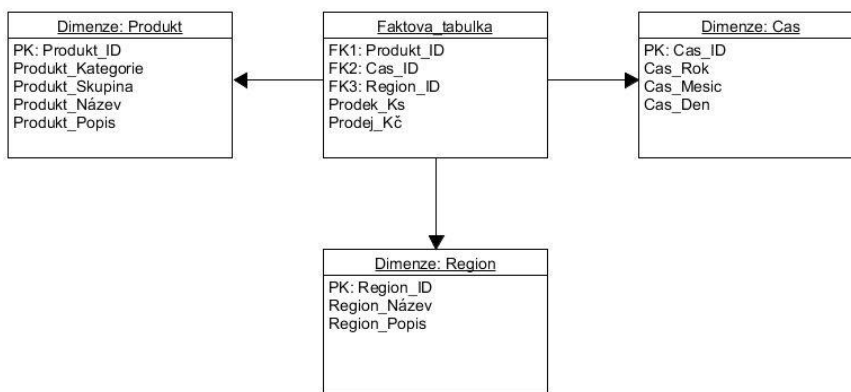 Dimenze: Produkt
PK: Produkt_ID
Produkt_Kategorie
Produkt_Skupina
Produkt_Název
Produkt_Popis
Faktova_tabulka
FK1: Produkt_ID
FK2: Cas_ID
FK3: Region_ID
Prodek_Ks
Prodej_Kč
Dimenze: Cas
PK: Cas_ID
Cas_Rok
Cas_Mesic
Cas_Den
Dimenze: Region
PK: Region_ID
Region_Název
Region_Popis